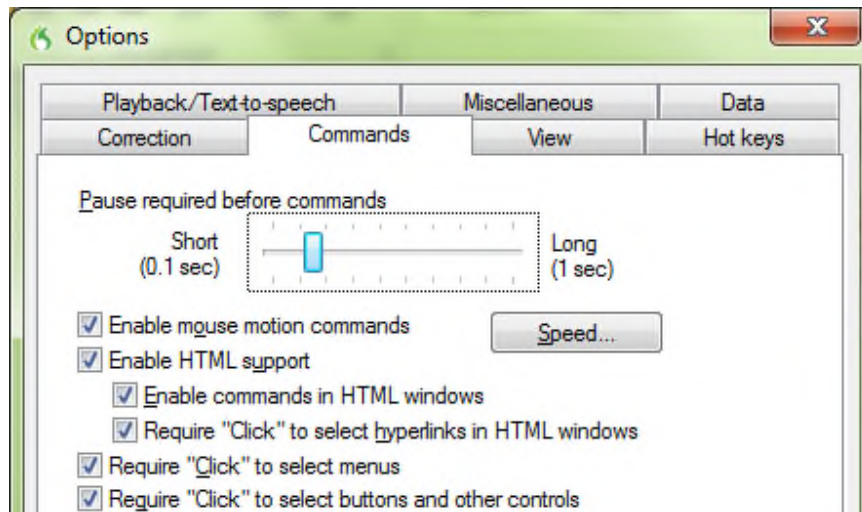 Options
Playback/Text-to-speech Miscellaneous Data
Correction Commands View Hot keys
Pause required before commands
Short Long
(0.1 sec) (1 sec)
Enable mouse motion commands Speed...
Enable HTML support
Enable commands in HTML windows
Require "Click" to select hyperlinks in HTML windows
Require "Click" to select menus
Require "Click" to select buttons and other controls